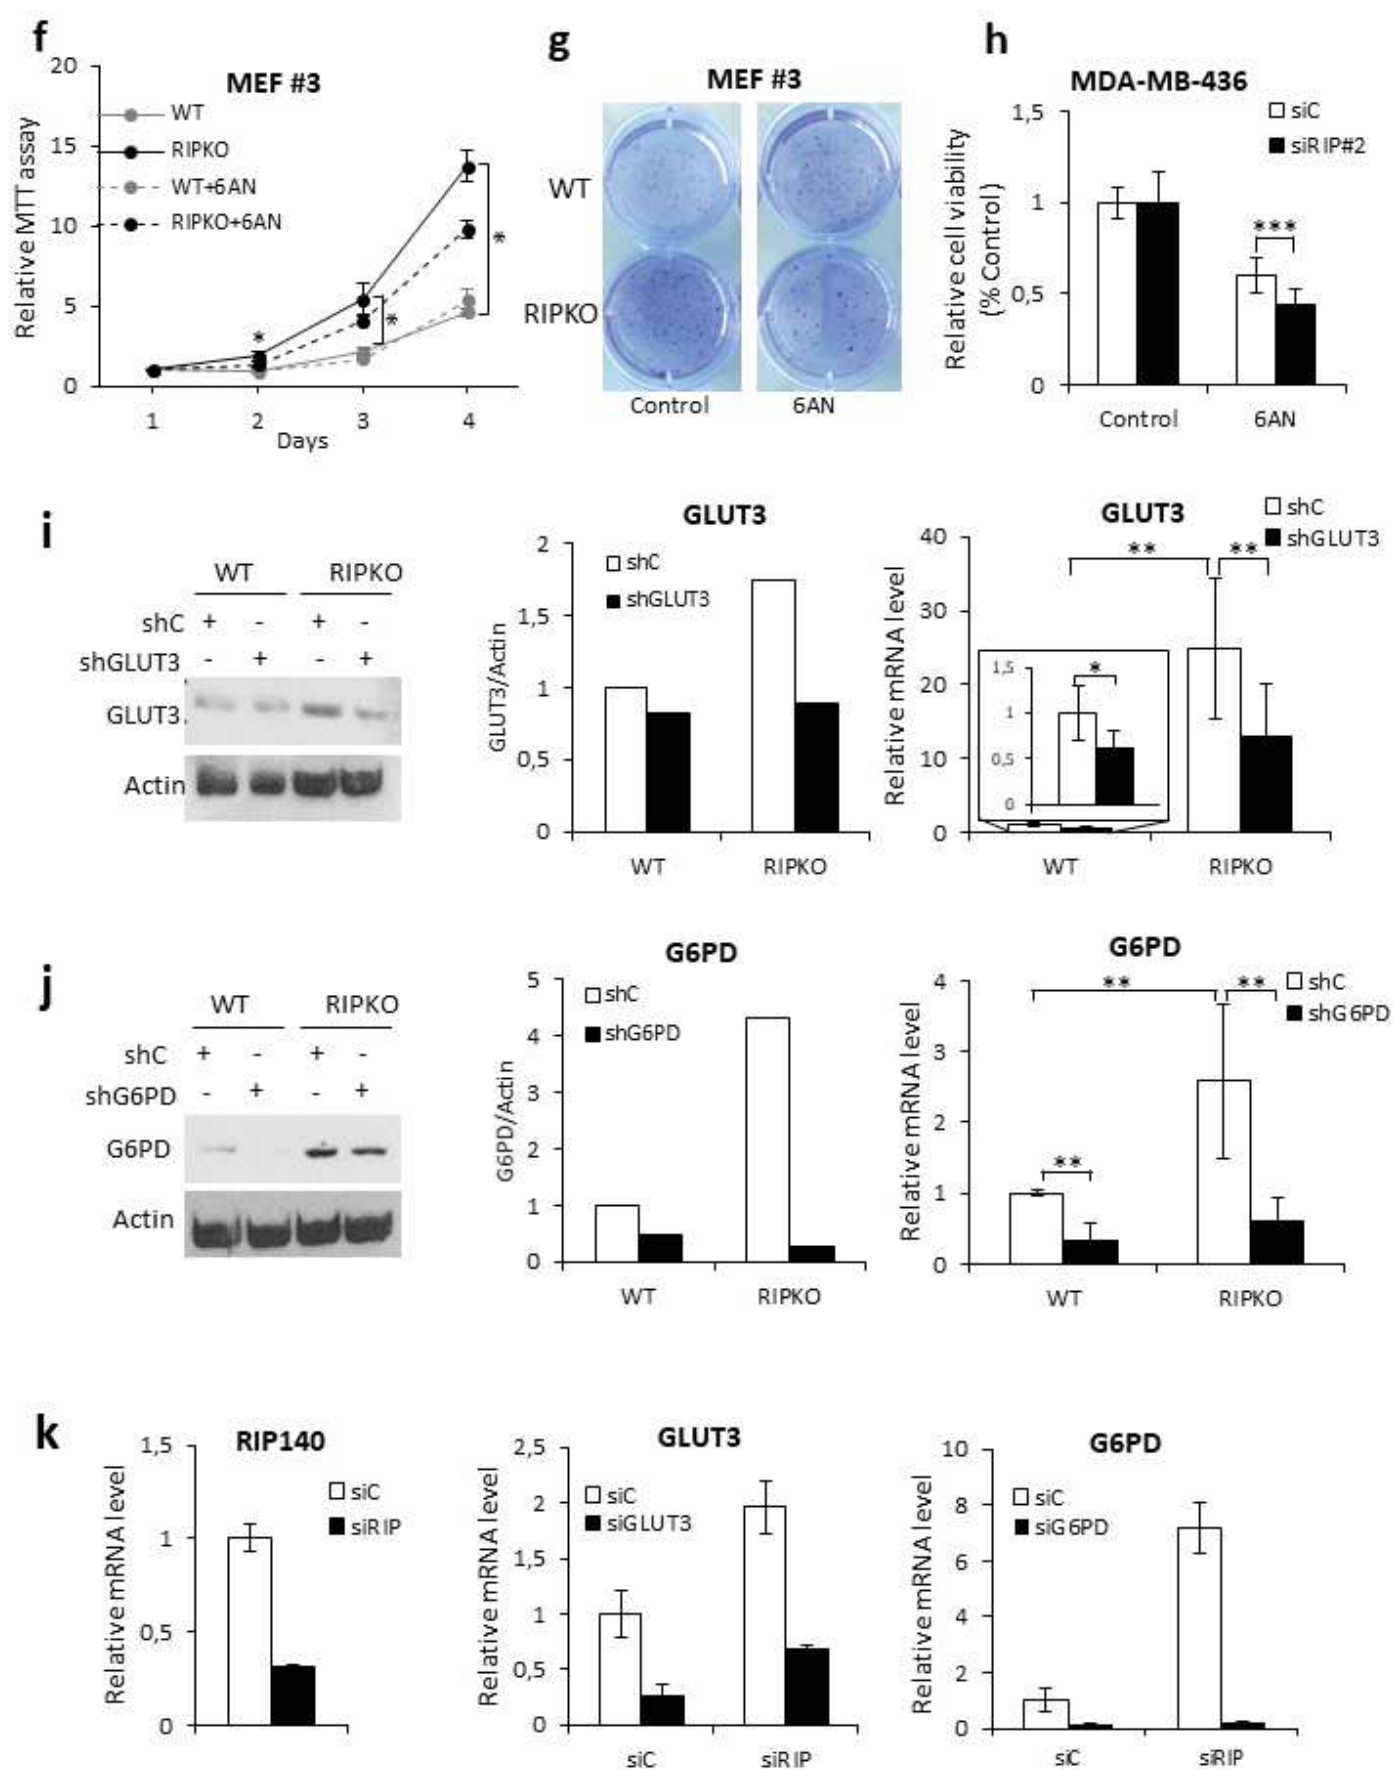 f
MEF #3
Relative MTT assay
20
15
10
5
0
WT
RIPKO
WT+6AN
RIPKO+6AN
*
*
*
1 2 3 4
Days
g
MEF #3
WT
RIPKO
Control 6AN
h
MDA-MB-436
siC
siRIP#2
Relative cell viability
(% Control)
1,5
1
0,5
0
***
Control 6AN
i
WT RIPKO
shC + - + -
shGLUT3 - + - +
GLUT3
Actin
GLUT3
shC
shGLUT3
GLUT3/Actin
2
1,5
1
0,5
0
WT RIPKO
GLUT3
shC
shGLUT3
Relative mRNA level
40
30
20
10
0
** **
1,5
1
0,5
0
*
WT RIPKO
j
WT RIPKO
shC + - + -
shG6PD - + - +
G6PD
Actin
G6PD
shC
shG6PD
G6PD/Actin
5
4
3
2
1
0
WT RIPKO
G6PD
shC
shG6PD
Relative mRNA level
4
3
2
1
0
** **
**
WT RIPKO
k
RIP140
siC
siRIP
Relative mRNA level
1,5
1
0,5
0
GLUT3
siC
siGLUT3
Relative mRNA level
2,5
2
1,5
1
0,5
0
siC siRIP
G6PD
siC
siG6PD
Relative mRNA level
10
8
6
4
2
0
siC siRIP